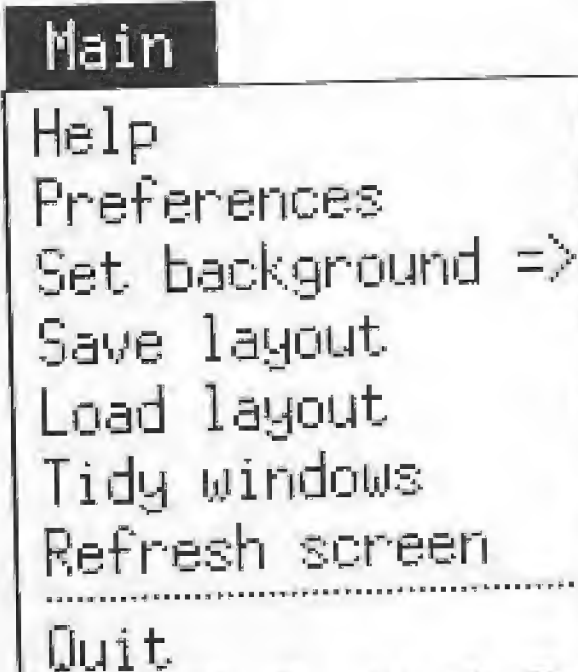 Main
Help
Preferences
Set background =>
Save layout
Load layout
Tidy windows
Refresh screen
Quit